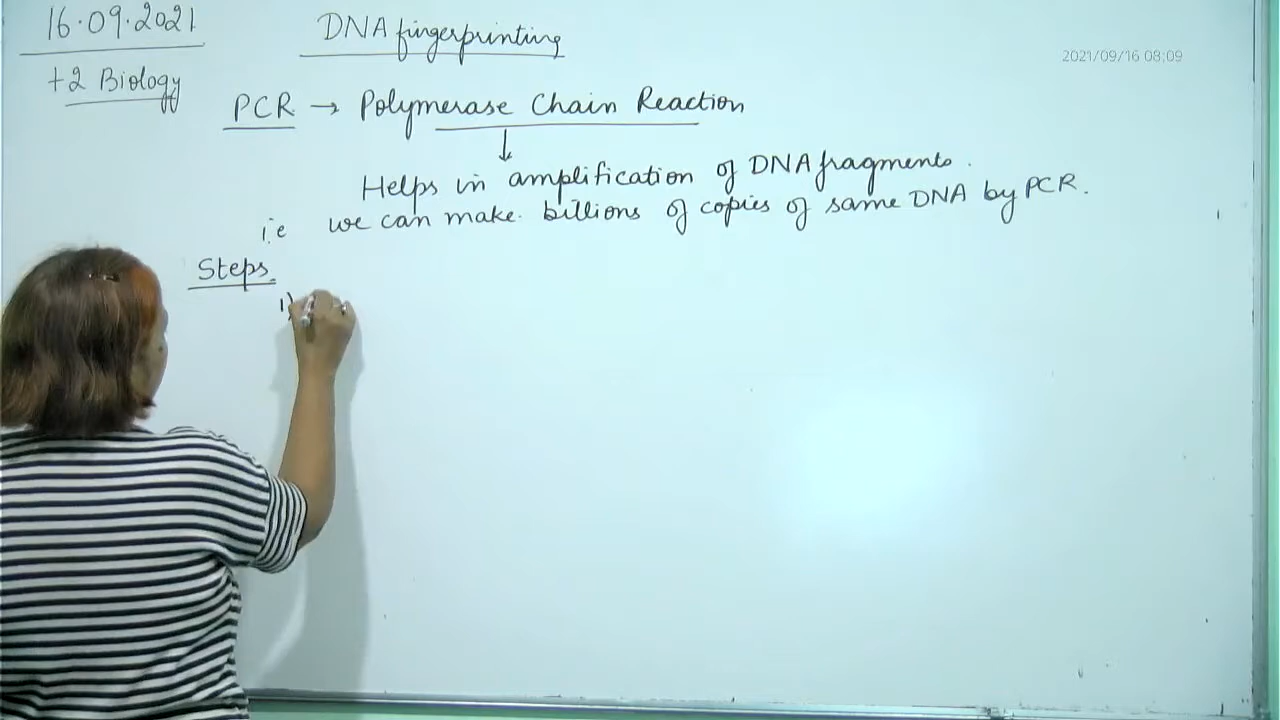 16.09.2021
DNA fingerprinting
2021/09/16 08:09
+2 Biology
PCR → Polymerase Chain Reaction
↓
Helps in amplification of DNA fragments.
i.e we can make billions of copies of same DNA by PCR.
Steps
1)